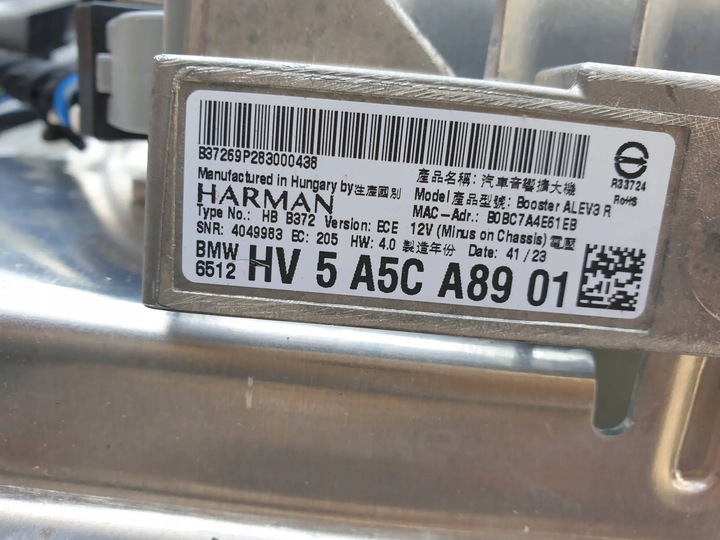 B37269P283000438
Manufactured in Hungary by 生產國別
HARMAN
Type No.: HB B372 Version: ECE
SNR: 4049983 EC: 205 HW: 4.0 製造年份 Date: 41/23
產品名稱: 汽車音響擴大機
Model 產品型號: Booster ALEV3 R
MAC-Adr.: B0BC7A4E61EB
12V (Minus on Chassis) 電壓
R33724
RoHS
BMW
6512 HV 5 A5C A89 01